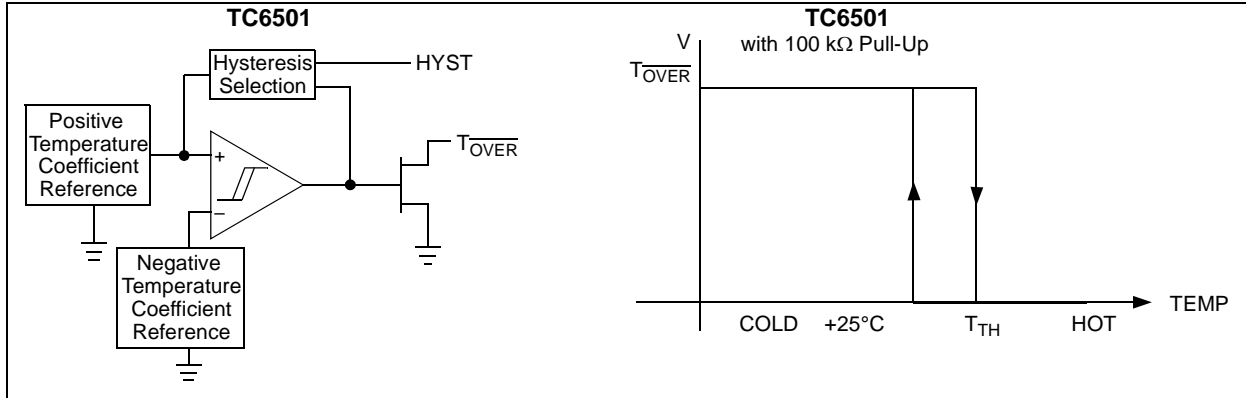 TC6501
Hysteresis
Selection
HYST
Positive
Temperature
Coefficient
Reference
+
−
TOVER
Negative
Temperature
Coefficient
Reference
TC6501
with 100 kΩ Pull-Up
V
TOVER
TEMP
COLD +25°C TTH HOT